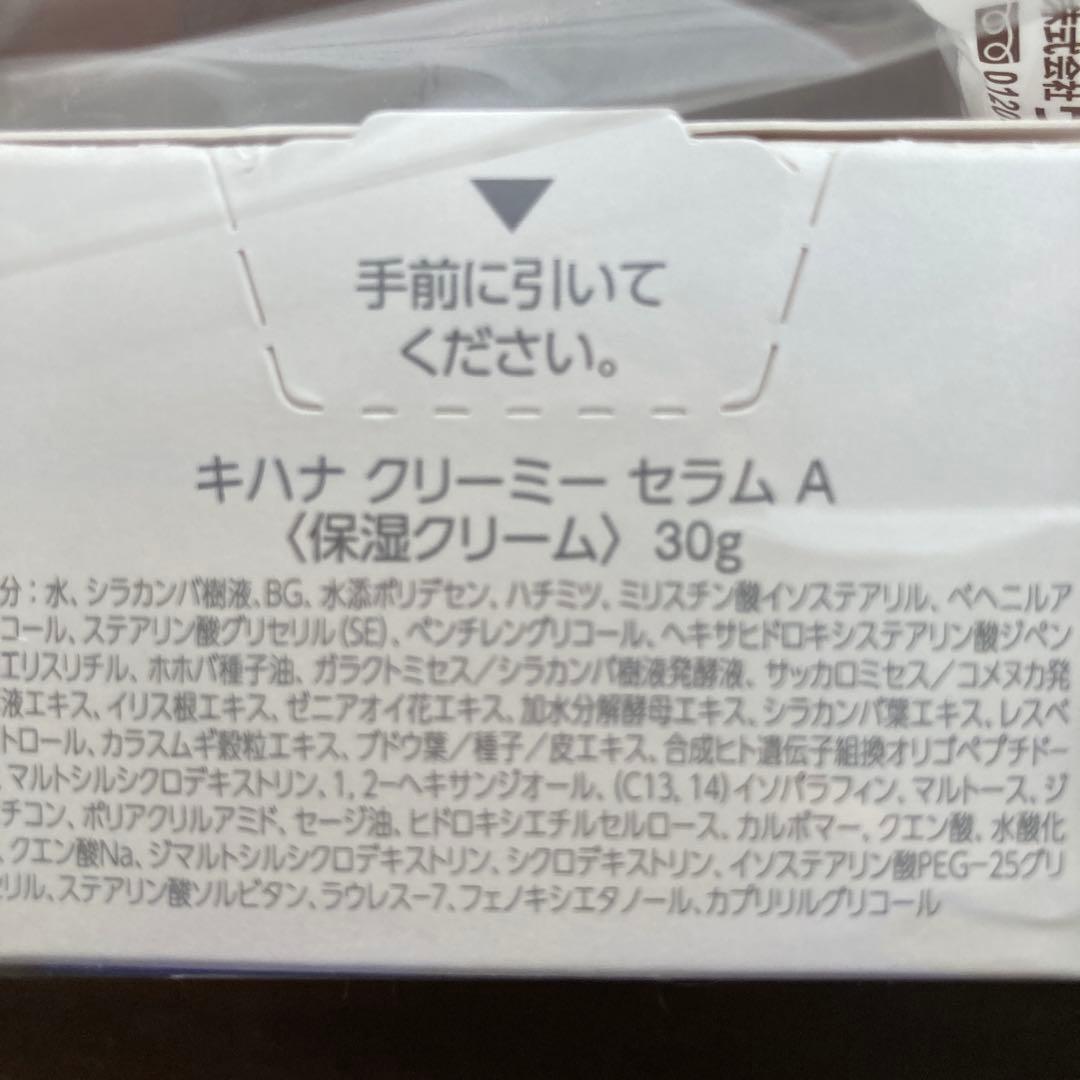 株式会社
0120
手前に引いて
ください。
キハナ クリーミー セラム A
〈保湿クリーム〉 30g
分：水、シラカンバ樹液、BG、水添ポリデセン、ハチミツ、ミリスチン酸イソステアリル、ベヘニルア
コール、ステアリン酸グリセリル（SE）、ペンチレングリコール、ヘキサヒドロキシステアリン酸ジペン
エリスリチル、ホホバ種子油、ガラクトミセス／シラカンバ樹液発酵液、サッカロミセス／コメヌカ発
液エキス、イリス根エキス、ゼニアオイ花エキス、加水分解酵母エキス、シラカンバ葉エキス、レスベ
トロール、カラスムギ穀粒エキス、ブドウ葉／種子／皮エキス、合成ヒト遺伝子組換オリゴペプチドー
、マルトシルシクロデキストリン、1，2－ヘキサンジオール、（C13，14）イソパラフィン、マルトース、ジ
チコン、ポリアクリルアミド、セージ油、ヒドロキシエチルセルロース、カルボマー、クエン酸、水酸化
、クエン酸Na、ジマルトシルシクロデキストリン、シクロデキストリン、イソステアリン酸PEG－25グリ
セリル、ステアリン酸ソルビタン、ラウレス－7、フェノキシエタノール、カプリリルグリコール